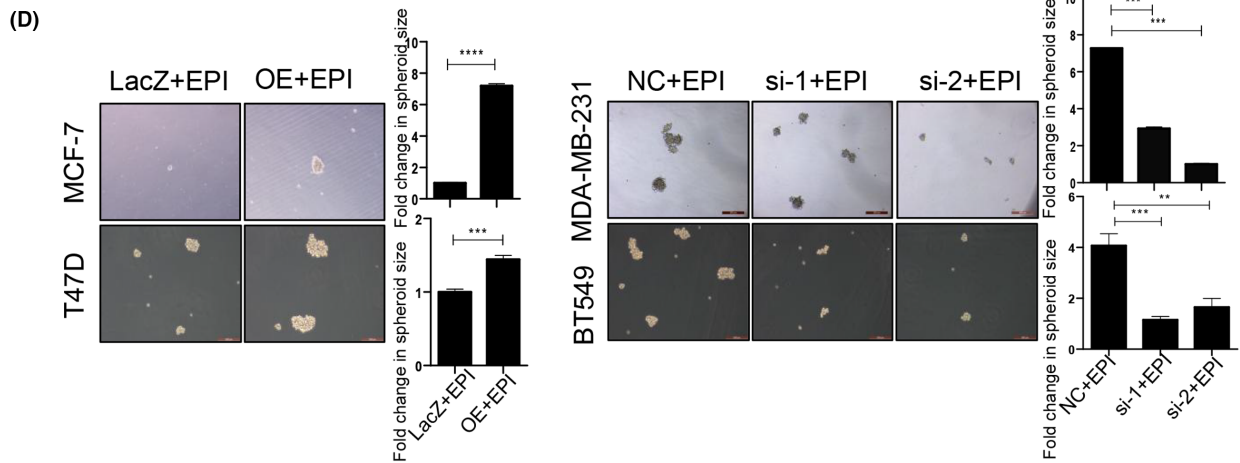 (D)
LacZ+EPI OE+EPI
MCF-7
T47D
Fold change in spheroid size
10
8
6
4
2
0
****
Fold change in spheroid size
2
1
0
***
LacZ+EPI
OE+EPI
NC+EPI si-1+EPI si-2+EPI
MDA-MB-231
BT549
Fold change in spheroid size
10
8
6
4
2
0
***
***
Fold change in spheroid size
6
4
2
0
**
***
NC+EPI
si-1+EPI
si-2+EPI